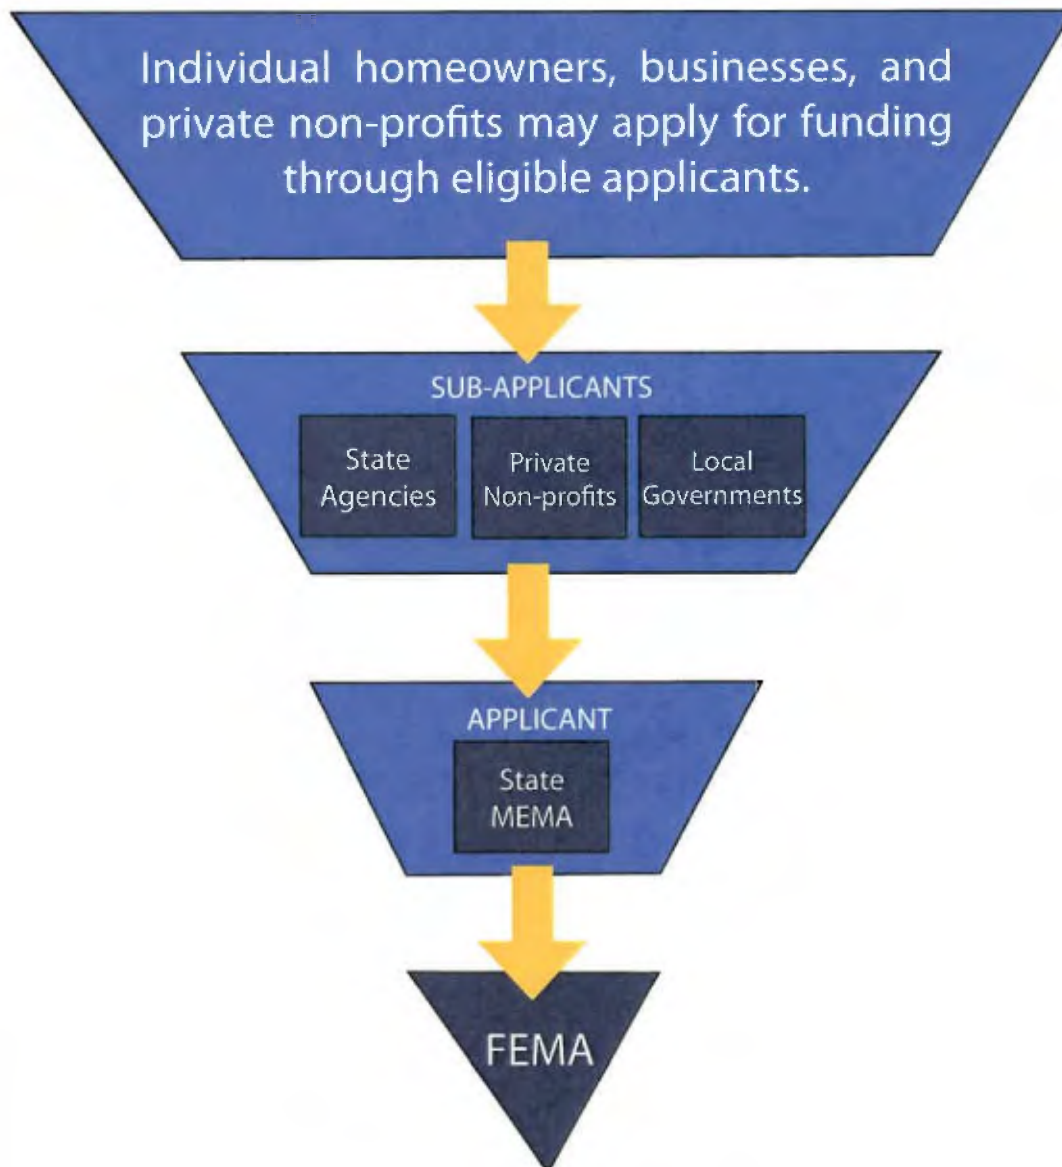 Individual homeowners, businesses, and
private non-profits may apply for funding
through eligible applicants.
SUB-APPLICANTS
State
Agencies
Private
Non-profits
Local
Governments
APPLICANT
State
MEMA
FEMA